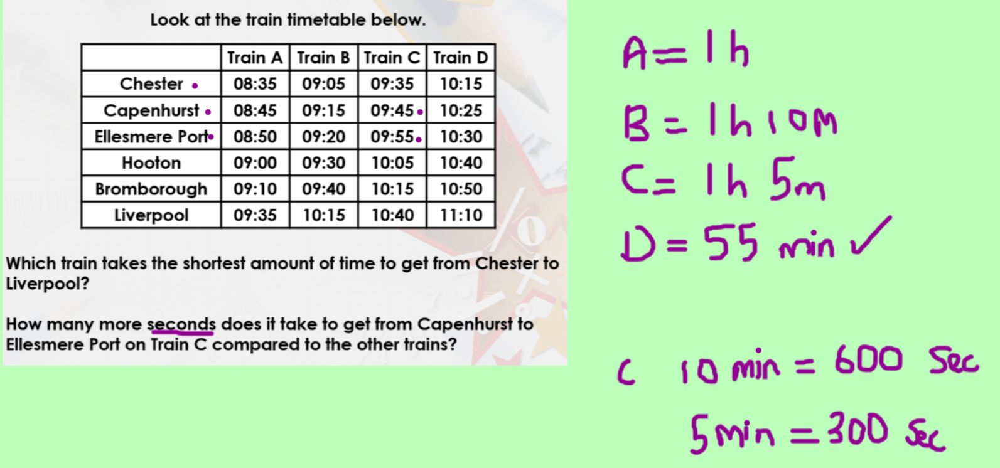 Look at the train timetable below.
Train A Train B Train C Train D
Chester 08:35 09:05 09:35 10:15
Capenhurst 08:45 09:15 09:45 10:25
Ellesmere Port 08:50 09:20 09:55 10:30
Hooton 09:00 09:30 10:05 10:40
Bromborough 09:10 09:40 10:15 10:50
Liverpool 09:35 10:15 10:40 11:10
Which train takes the shortest amount of time to get from Chester to
Liverpool?
How many more seconds does it take to get from Capenhurst to
Ellesmere Port on Train C compared to the other trains?
A= 1h
B= 1h 10m
C= 1h 5m
D= 55 min ✓
C 10 min = 600 Sec
5min = 300 Sec